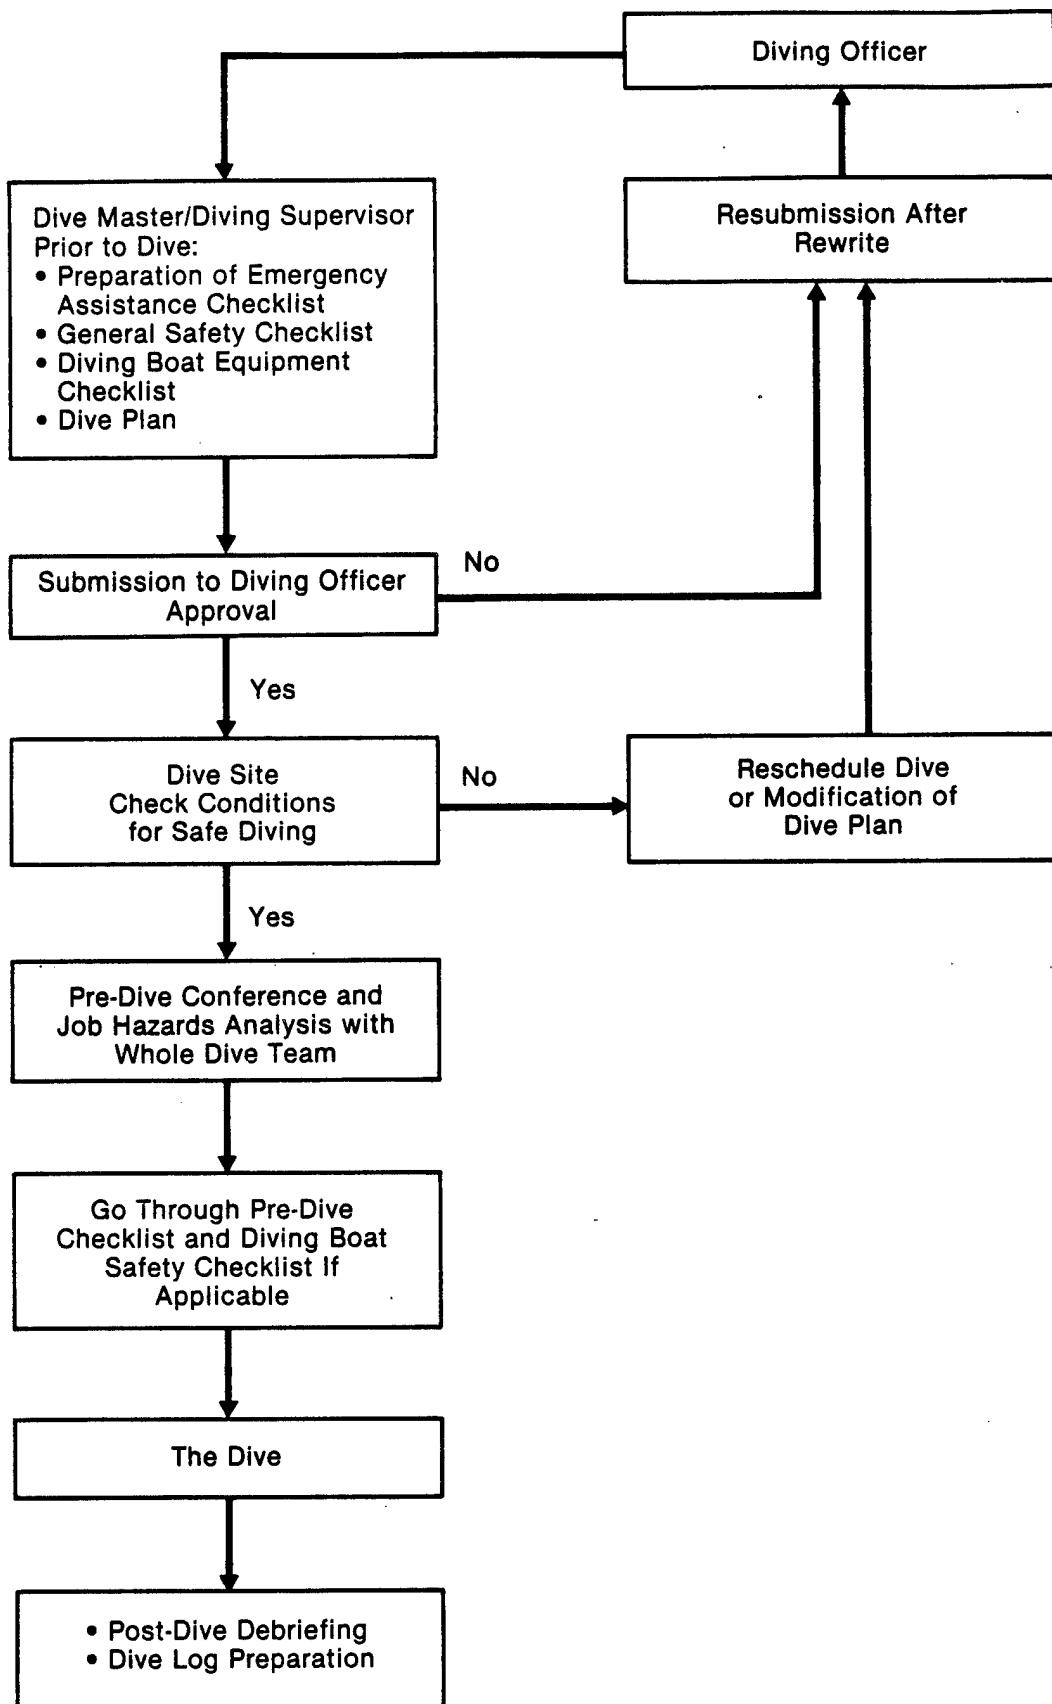 Diving Officer
Dive Master/Diving Supervisor
Prior to Dive:
• Preparation of Emergency
Assistance Checklist
• General Safety Checklist
• Diving Boat Equipment
Checklist
• Dive Plan
Resubmission After
Rewrite
Submission to Diving Officer
Approval
No
Yes
Dive Site
Check Conditions
for Safe Diving
No
Reschedule Dive
or Modification of
Dive Plan
Yes
Pre-Dive Conference and
Job Hazards Analysis with
Whole Dive Team
Go Through Pre-Dive
Checklist and Diving Boat
Safety Checklist If
Applicable
The Dive
• Post-Dive Debriefing
• Dive Log Preparation